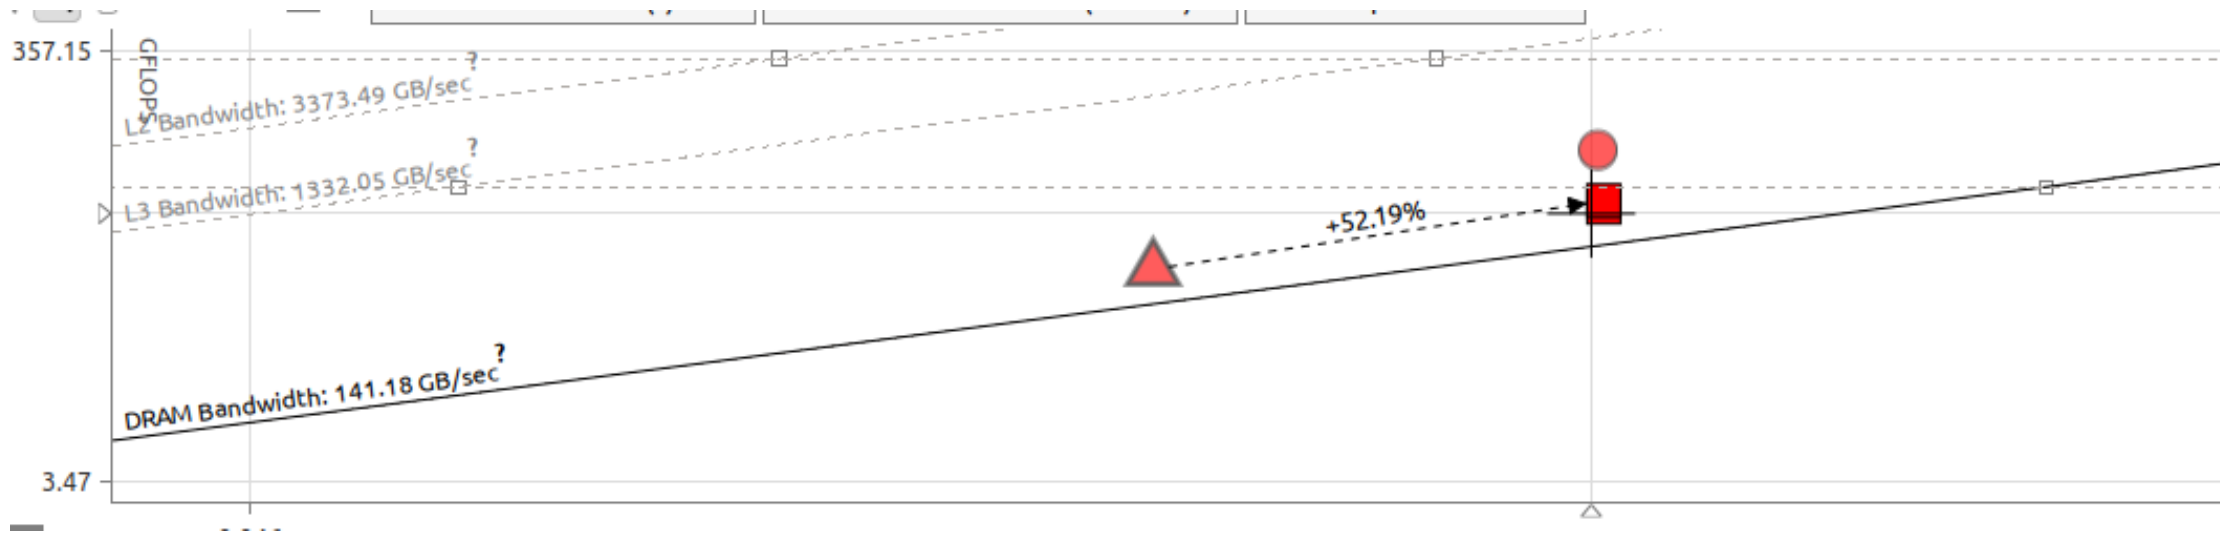 357.15
GFLOPS
?
L2 Bandwidth: 3373.49 GB/sec
?
L3 Bandwidth: 1332.05 GB/sec
+52.19%
?
DRAM Bandwidth: 141.18 GB/sec
3.47